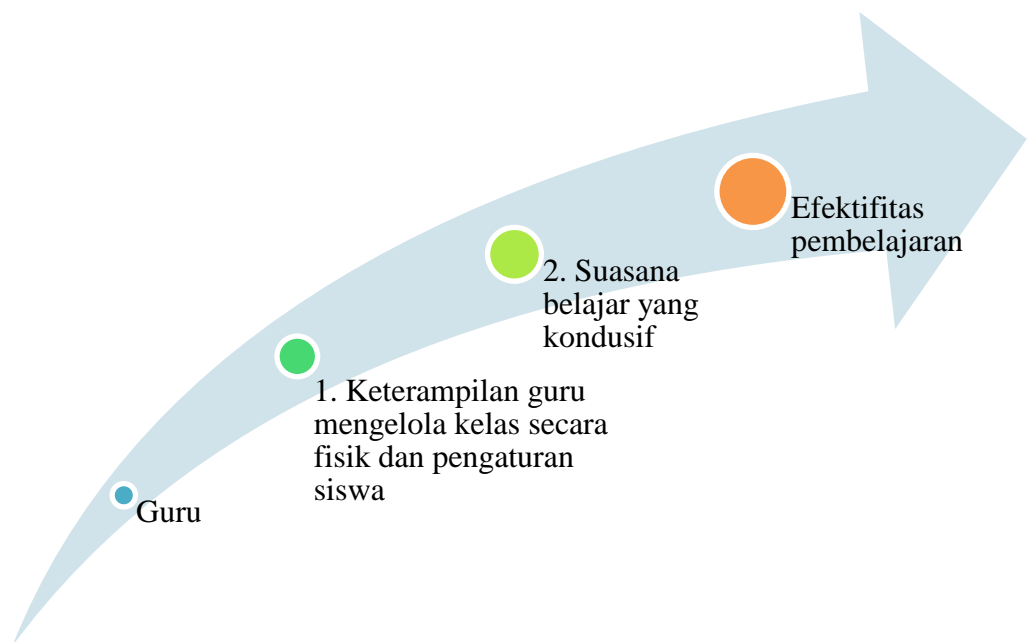 Efektifitas
pembelajaran
2. Suasana
belajar yang
kondusif
1. Keterampilan guru
mengelola kelas secara
fisik dan pengaturan
siswa
Guru